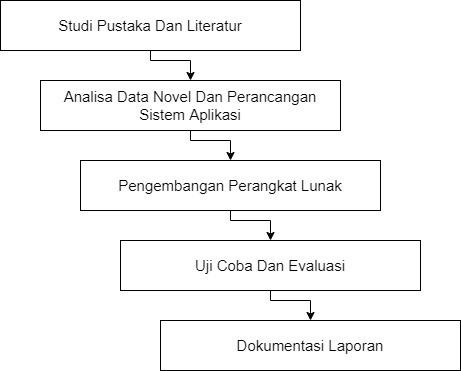 Studi Pustaka Dan Literatur
Analisa Data Novel Dan Perancangan
Sistem Aplikasi
Pengembangan Perangkat Lunak
Uji Coba Dan Evaluasi
Dokumentasi Laporan